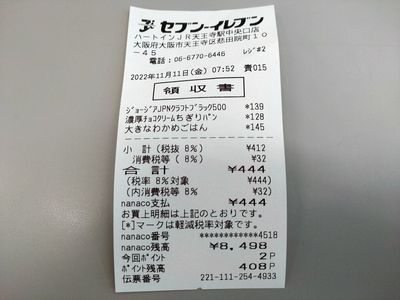 セブン-イレブン
ハートインJR天王寺駅中央口店
大阪府大阪市天王寺区悲田院町10
-45 レジ#2
電話: 06-6770-6446
2022年11月11日(金) 07:52 責015
領収書
ジョージアJPNクラフトブラック500 *139
濃厚チョコクリームちぎりパン *128
大きなわかめごはん *145
小 計(税抜 8%) ¥412
消費税等( 8%) ¥32
合 計 ¥444
(税率 8%対象 ¥444)
(内消費税等 8% ¥32)
nanaco支払 ¥444
お買上明細は上記のとおりです。
[*]マークは軽減税率対象です。
nanaco番号 ************4518
nanaco残高 ¥8,498
今回ポイント 2P
ポイント残高 408P
伝票番号 221-111-254-4933